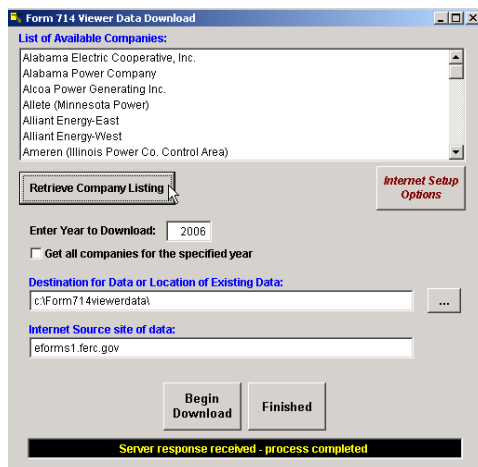 Form 714 Viewer Data Download
List of Available Companies:
Alabama Electric Cooperative, Inc.
Alabama Power Company
Alcoa Power Generating Inc.
Allete (Minnesota Power)
Alliant Energy-East
Alliant Energy-West
Ameren (Illinois Power Co. Control Area)
Retrieve Company Listing
Internet Setup
Options
Enter Year to Download: 2006
Get all companies for the specified year
Destination for Data or Location of Existing Data:
c:\Form714viewerdata\
...
Internet Source site of data:
eforms1.ferc.gov
Begin
Download
Finished
Server response received - process completed